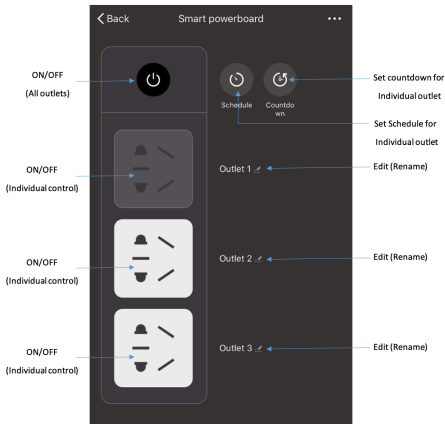 Back
Smart powerboard
ON/OFF
(All outlets)
Schedule
Countdo
wn
Set countdown for
Individual outlet
Set Schedule for
Individual outlet
ON/OFF
(Individual control)
Outlet 1
Edit (Rename)
ON/OFF
(Individual control)
Outlet 2
Edit (Rename)
ON/OFF
(Individual control)
Outlet 3
Edit (Rename)